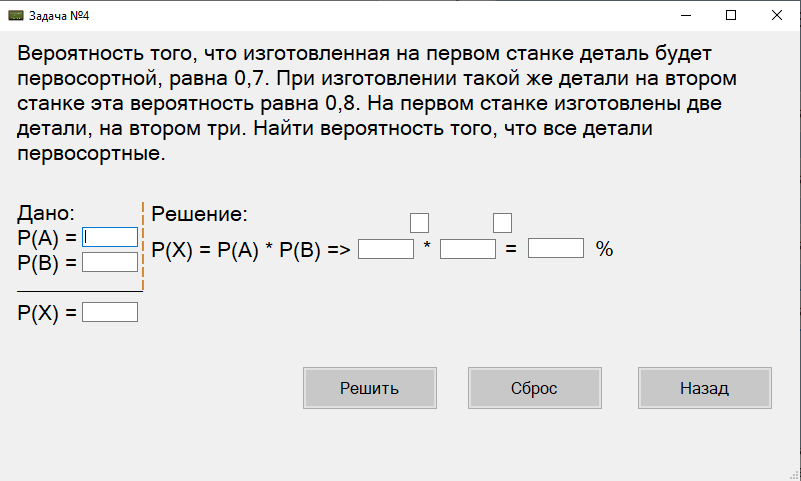 Задача №4
Вероятность того, что изготовленная на первом станке деталь будет
первосортной, равна 0,7. При изготовлении такой же детали на втором
станке эта вероятность равна 0,8. На первом станке изготовлены две
детали, на втором три. Найти вероятность того, что все детали
первосортные.
Дано:
P(A) =
P(B) =
P(X) =
Решение:
P(X) = P(A) * P(B) => * = %
Решить
Сброс
Назад